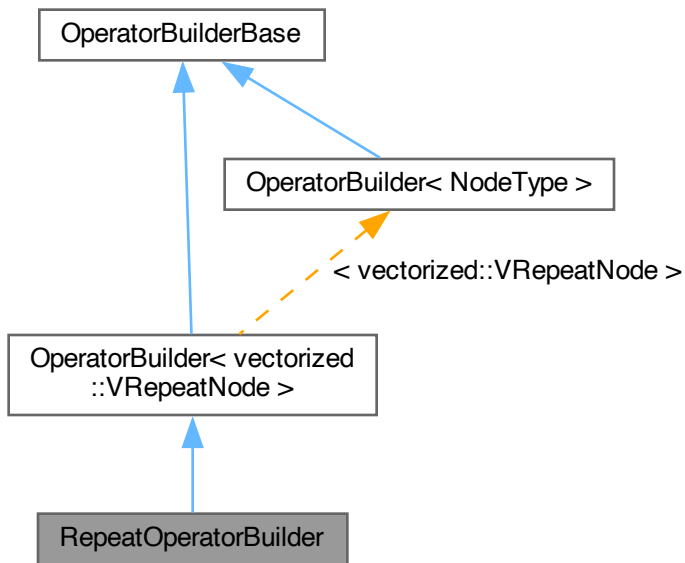 OperatorBuilderBase
OperatorBuilder< NodeType >
< vectorized::VRepeatNode >
OperatorBuilder< vectorized
::VRepeatNode >
RepeatOperatorBuilder